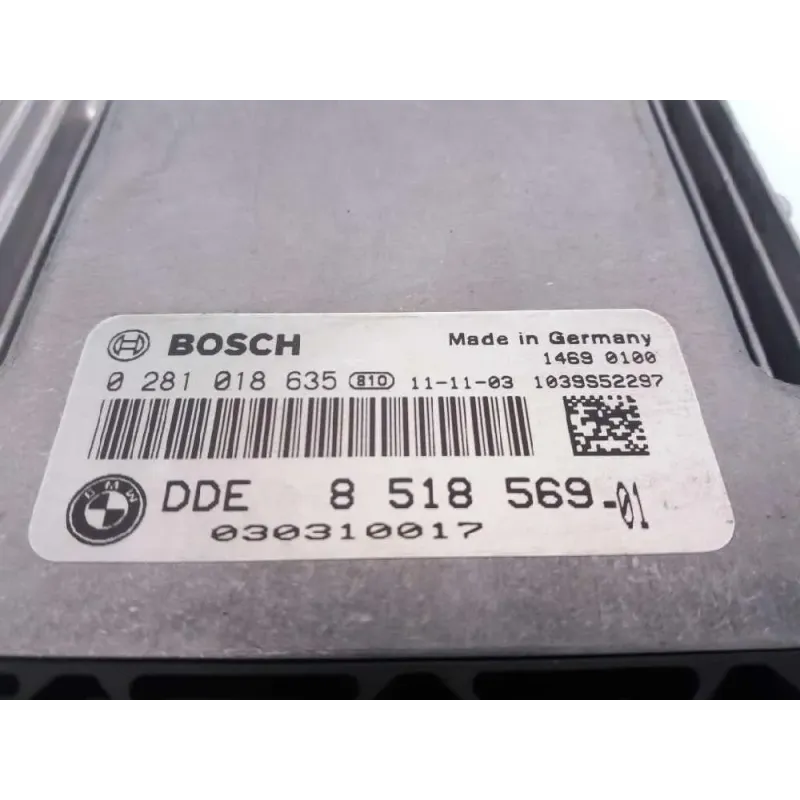 BOSCH Made in Germany
1469 0100
0 281 018 635 810 11-11-03 1039S52297
BMW DDE 8 518 569-01
030310017